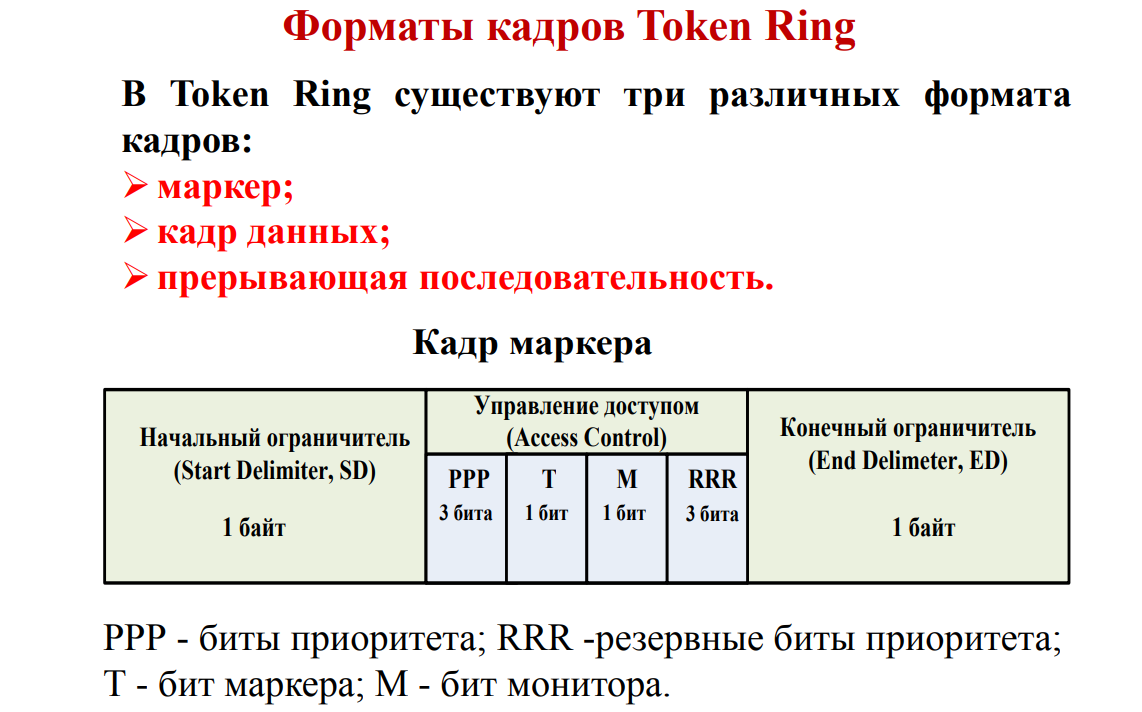 Форматы кадров Token Ring
В Token Ring существуют три различных формата
кадров:
➢ маркер;
➢ кадр данных;
➢ прерывающая последовательность.
Кадр маркера
Начальный ограничитель
(Start Delimiter, SD)
1 байт
Управление доступом
(Access Control)
PPP
3 бита
T
1 бит
M
1 бит
RRR
3 бита
Конечный ограничитель
(End Delimeter, ED)
1 байт
PPP - биты приоритета; RRR -резервные биты приоритета;
T - бит маркера; M - бит монитора.